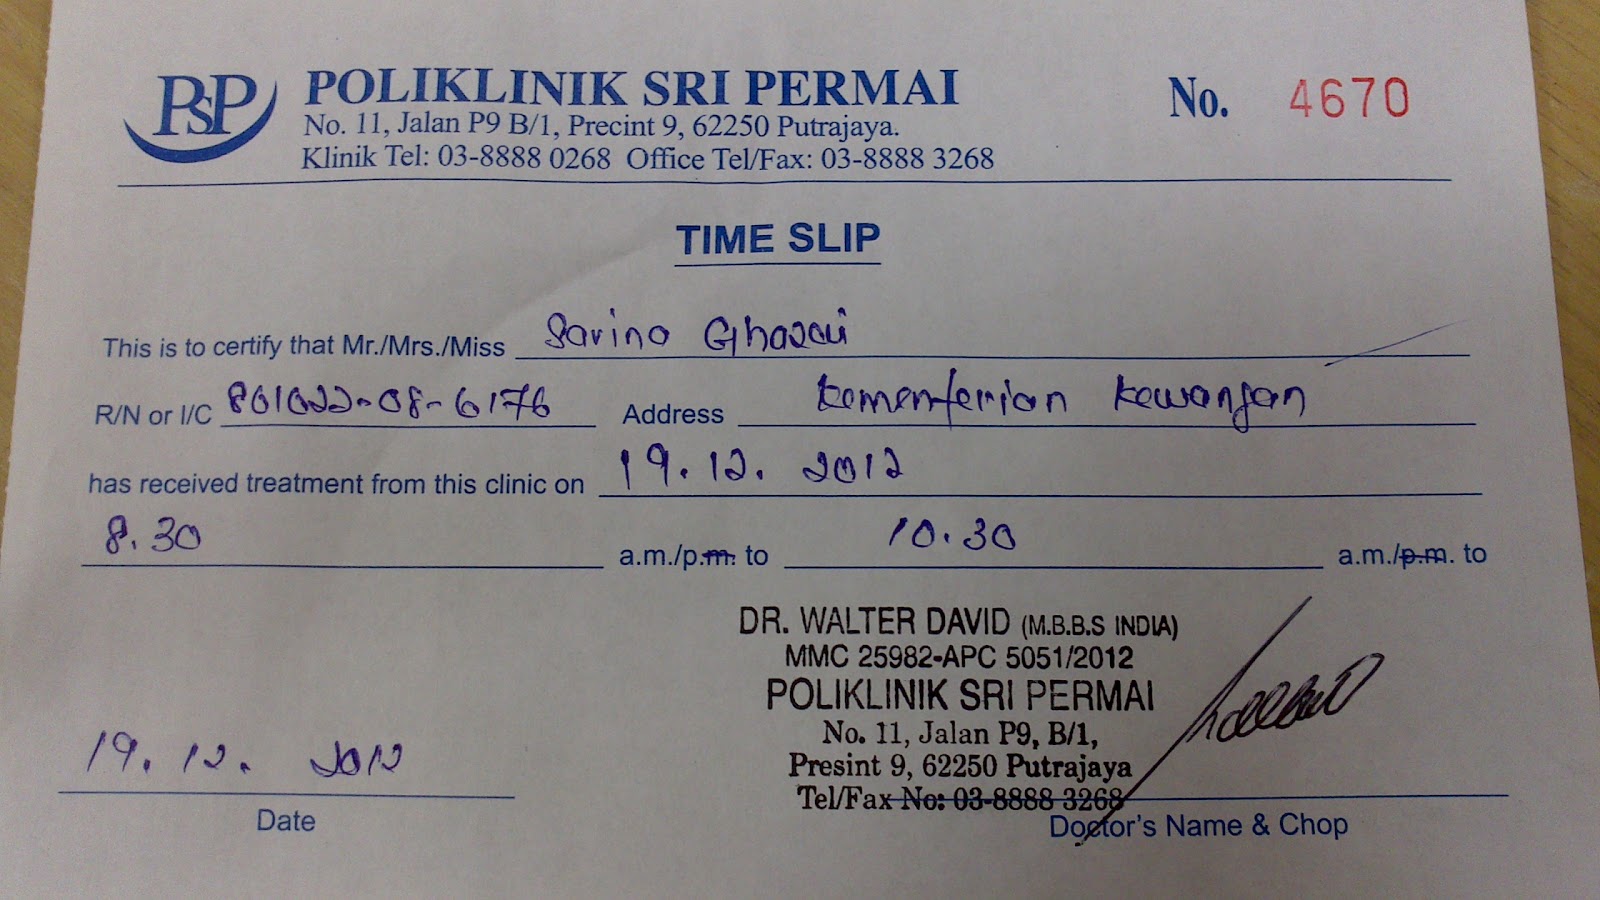 PSP
POLIKLINIK SRI PERMAI
No. 4670
No. 11, Jalan P9 B/1, Precint 9, 62250 Putrajaya.
Klinik Tel: 03-8888 0268 Office Tel/Fax: 03-8888 3268
TIME SLIP
This is to certify that Mr./Mrs./Miss Savina Ghazali
R/N or I/C 801022-08-6176 Address Kementerian Kewangan
has received treatment from this clinic on 19.12.2012
8.30 a.m./p.m. to 10.30 a.m./p.m. to
DR. WALTER DAVID (M.B.B.S INDIA)
MMC 25982-APC 5051/2012
POLIKLINIK SRI PERMAI
No. 11, Jalan P9, B/1,
Presint 9, 62250 Putrajaya
Tel/Fax No: 03-8888 3268
19.12.2012
Date
Doctor's Name & Chop